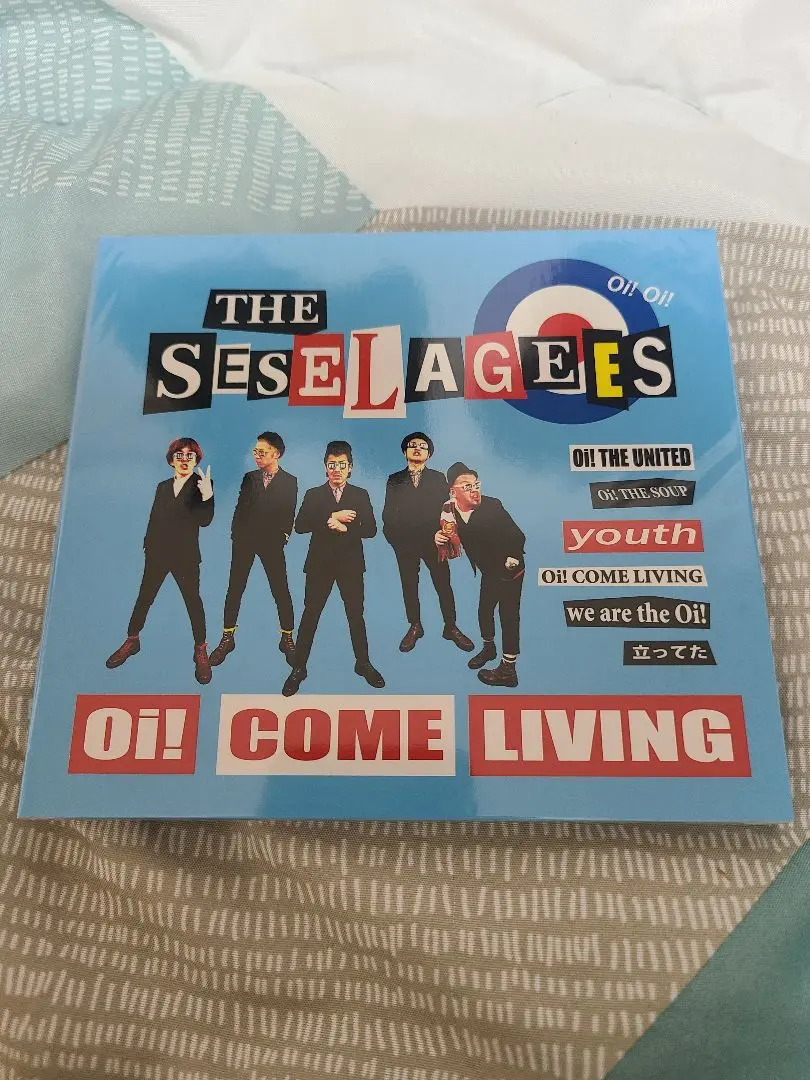 Oi! Oi!
THE
SESELAGEES
Oi! THE UNITED
Oi! THE SOUP
youth
Oi! COME LIVING
we are the Oi!
立ってた
Oi! COME LIVING